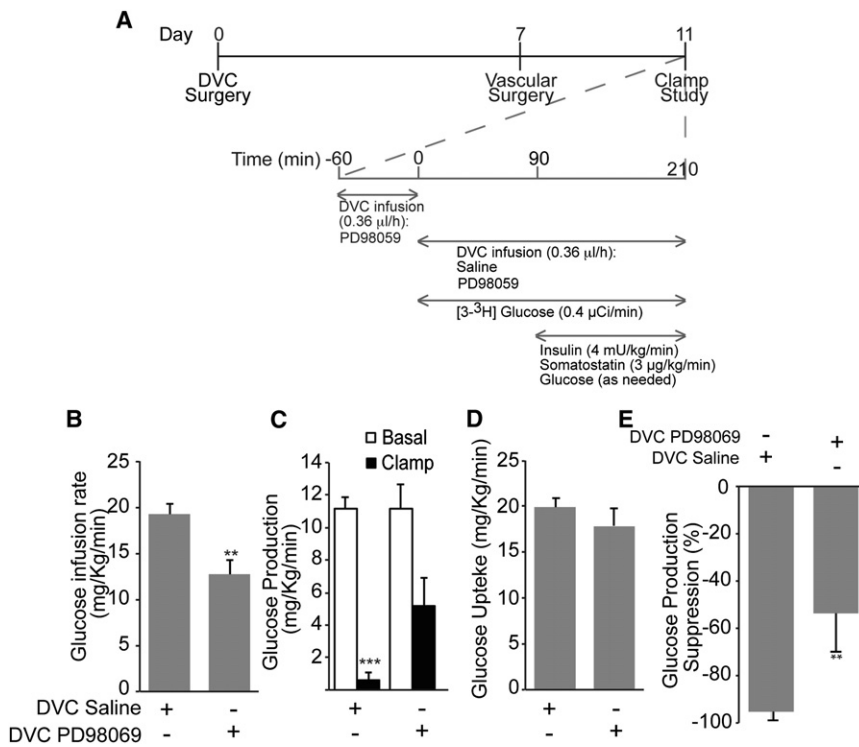 A
Day 0 7 11
DVC Surgery
Vascular Surgery
Clamp Study
Time (min) -60 0 90 210
DVC infusion
(0.36 μl/h):
PD98059
DVC infusion (0.36 μl/h):
Saline
PD98059
[3-³H] Glucose (0.4 μCi/min)
Insulin (4 mU/kg/min)
Somatostatin (3 μg/kg/min)
Glucose (as needed)
B
Glucose infusion rate
(mg/Kg/min)
25
20
15
10
5
0
**
DVC Saline + -
DVC PD98069 - +
C
Basal
Clamp
Glucose Production
(mg/Kg/min)
14
12
10
8
6
4
2
***
+ -
- +
D
Glucose Upteke (mg/Kg/min)
25
20
15
10
5
0
+ -
- +
E
DVC PD98069 - +
DVC Saline + -
Glucose Production
Suppression (%)
0
-20
-40
-60
-80
-100
**